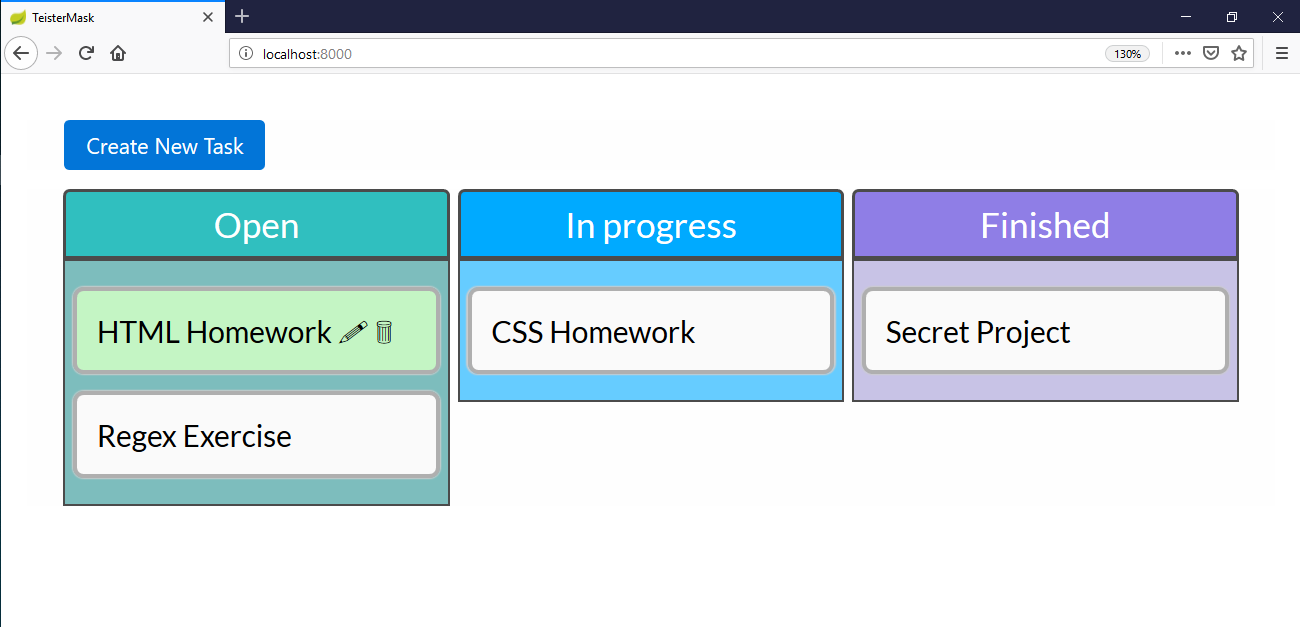 TeisterMask
localhost:8000
130%
Create New Task
Open
In progress
Finished
HTML Homework
CSS Homework
Secret Project
Regex Exercise